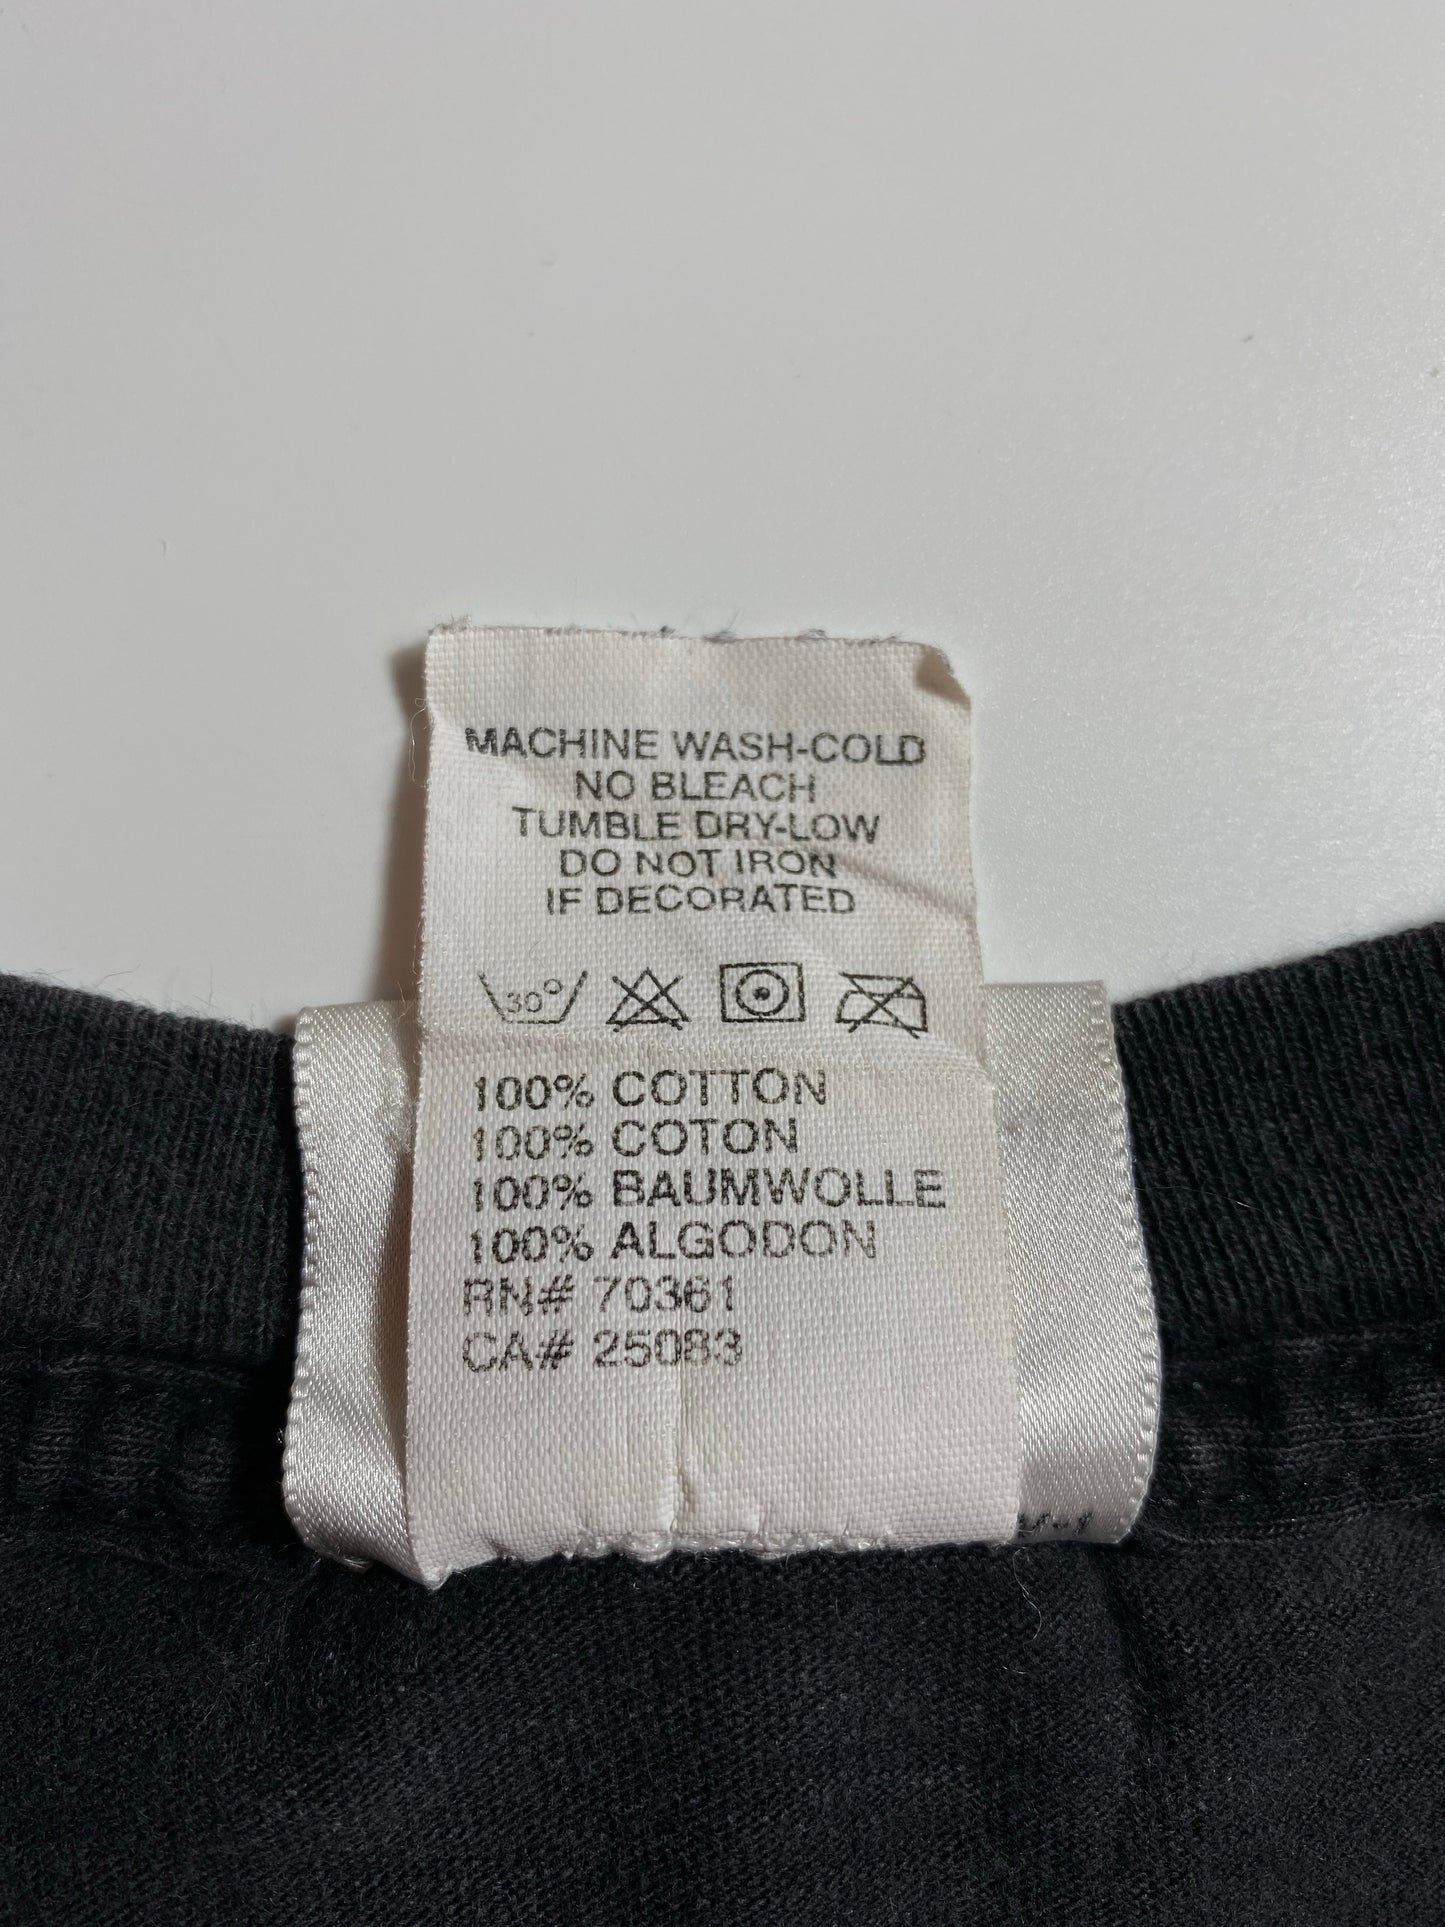 MACHINE WASH-COLD
NO BLEACH
TUMBLE DRY-LOW
DO NOT IRON
IF DECORATED
30°
100% COTTON
100% COTON
100% BAUMWOLLE
100% ALGODON
RN# 70361
CA# 25083